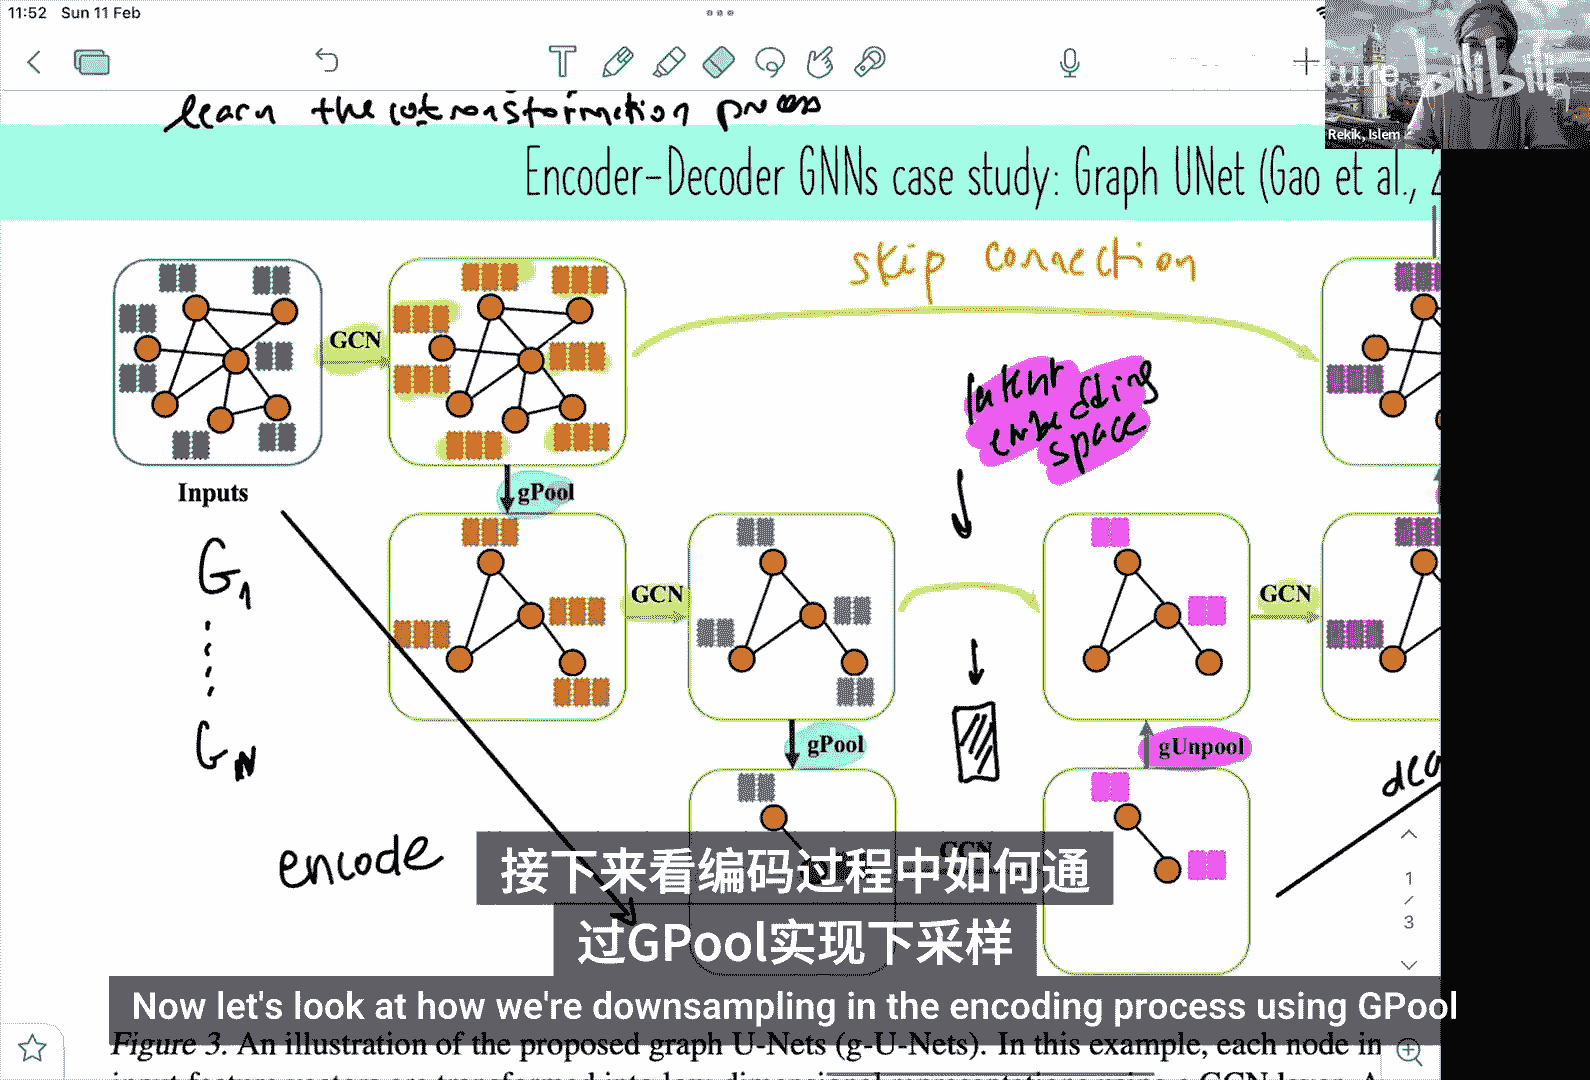 11:52 Sun 11 Feb
ture
bilibili
Rekik, Islem
learn the
Encoder-Decoder GNNs case study: Graph UNet (Gao et al.,
skip connection
GCN
latent
embedding
space
Inputs
gPool
G1
GN
GCN
GCN
gPool
gUnpool
encode
GCN
1
/
3
接下来看编码过程中如何通
过GPool实现下采样
Now let's look at how we're downsampling in the encoding process using GPool
Figure 3. An illustration of the proposed graph U-Nets (g-U-Nets). In this example, each node in